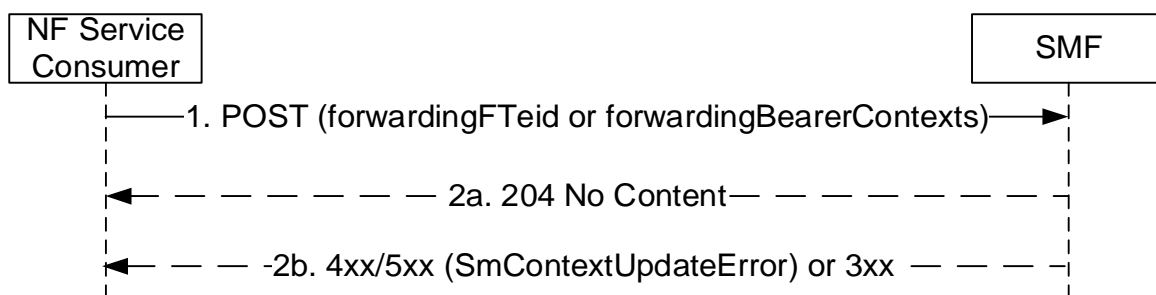 NF Service
Consumer
SMF
1. POST (forwardingFTeid or forwardingBearerContexts)
2a. 204 No Content
2b. 4xx/5xx (SmContextUpdateError) or 3xx